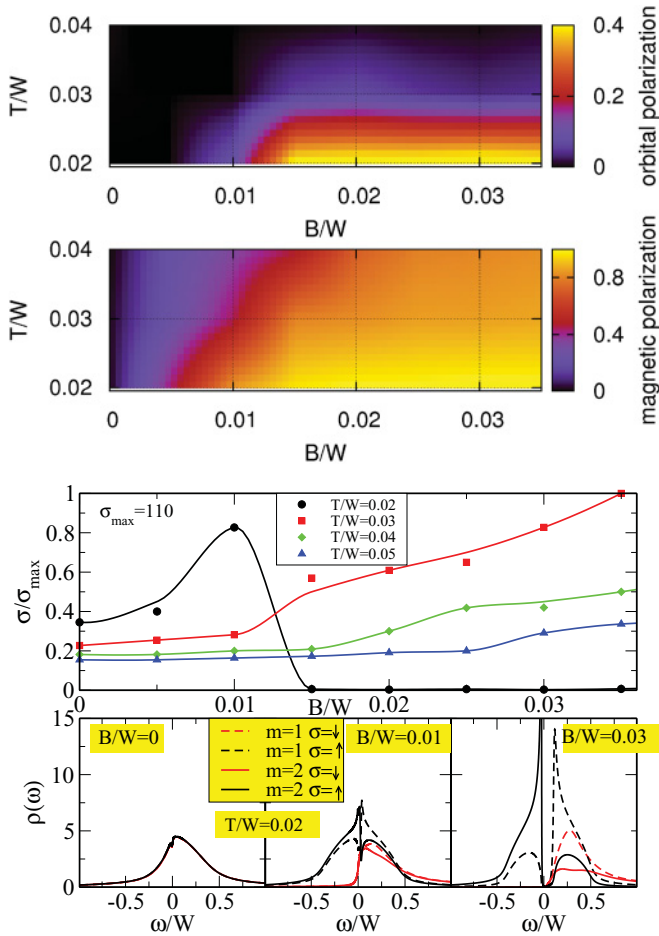 0.04
0.03
0.02
T/W
0 0.01 0.02 0.03
B/W
0.4
0.2
0
orbital polarization
0.04
0.03
0.02
T/W
0 0.01 0.02 0.03
B/W
0.8
0.4
0
magnetic polarization
σmax=110
T/W=0.02
T/W=0.03
T/W=0.04
T/W=0.05
1
0.8
0.6
0.4
0.2
0
σ/σmax
0 0.01 0.02 0.03
B/W
15
10
5
0
ρ(ω)
B/W=0
m=1 σ=↓
m=1 σ=↑
m=2 σ=↓
m=2 σ=↑
T/W=0.02
B/W=0.01
B/W=0.03
-0.5 0 0.5 -0.5 0 0.5 -0.5 0 0.5
ω/W ω/W ω/W